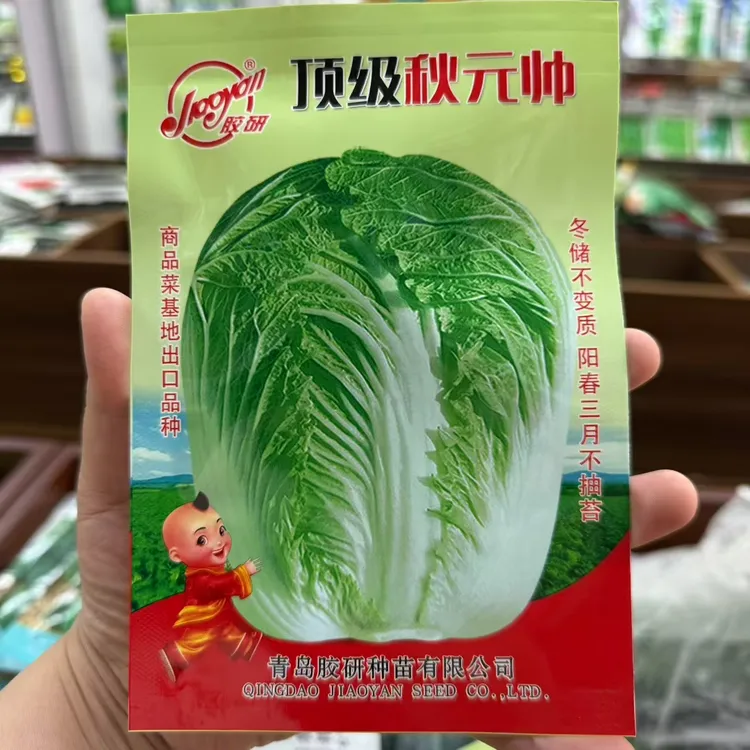 Jiaoyan®
胶研
顶级秋元帅
商品菜基地出口品种
冬储不变质 阳春三月不抽苔
青岛胶研种苗有限公司
QINGDAO JIAOYAN SEED CO.,LTD.